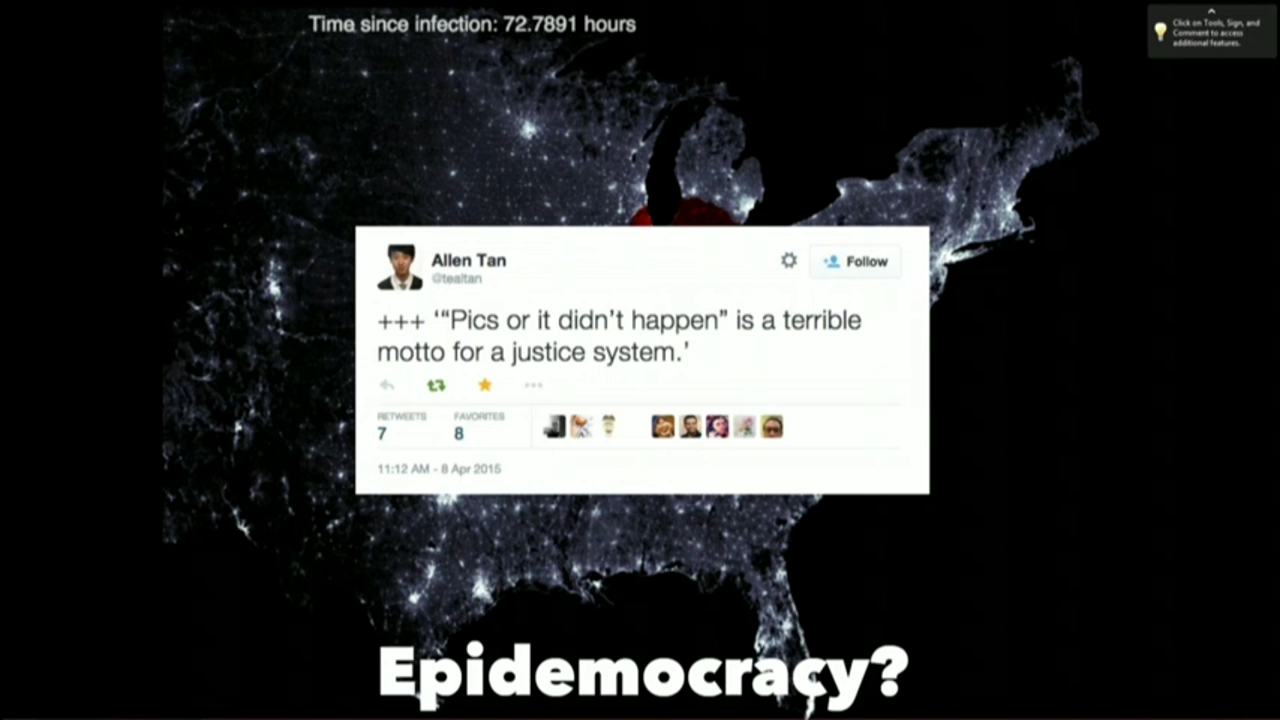 Time since infection: 72.7891 hours
Click on Tools, Sign, and
Comment to access
additional features.
Allen Tan
@tealtan
Follow
+++ ‘“Pics or it didn’t happen” is a terrible
motto for a justice system.’
RETWEETS FAVORITES
7 8
11:12 AM - 8 Apr 2015
Epidemocracy?